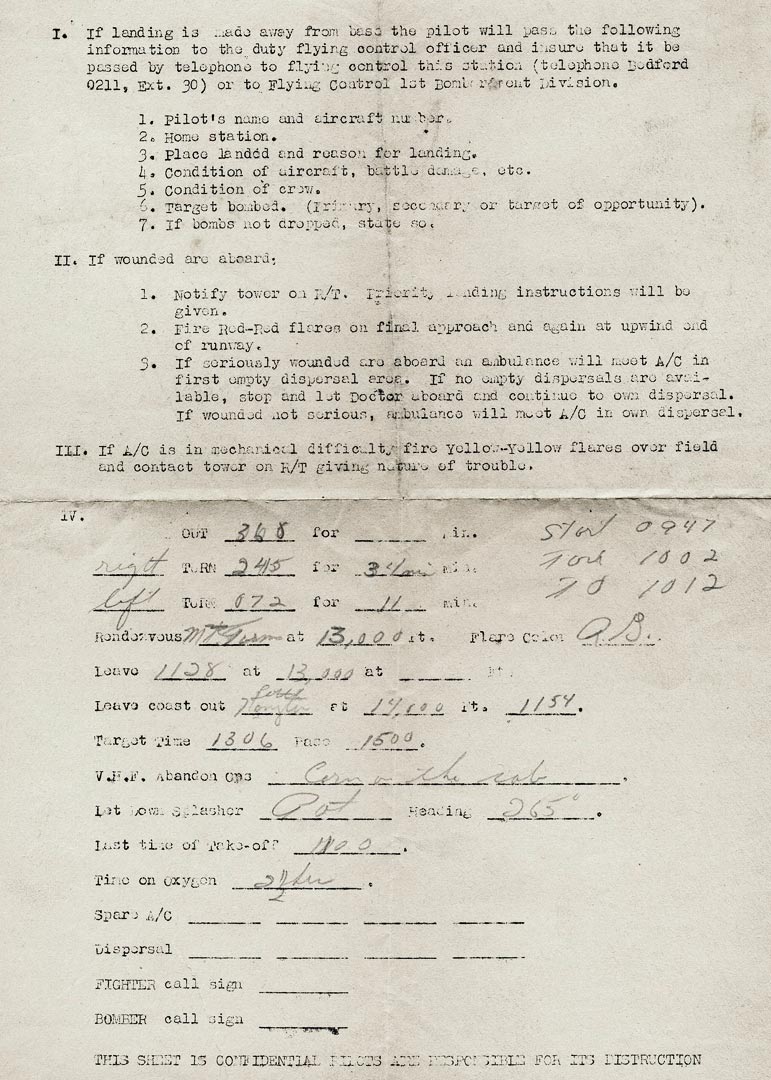 I. If landing is made away from base the pilot will pass the following
information to the duty flying control officer and insure that it be
passed by telephone to flying control this station (telephone Bedford
0211, Ext. 30) or to Flying Control 1st Bombardment Division.
1. Pilot's name and aircraft number.
2. Home station.
3. Place landed and reason for landing.
4. Condition of aircraft, battle damage, etc.
5. Condition of crew.
6. Target bombed. (Primary, secondary or target of opportunity).
7. If bombs not dropped, state so.
II. If wounded are aboard:
1. Notify tower on R/T. Priority landing instructions will be
given.
2. Fire Red-Red flares on final approach and again at upwind end
of runway.
3. If seriously wounded are aboard an ambulance will meet A/C in
first empty dispersal area. If no empty dispersals are avai-
lable, stop and let Doctor aboard and continue to own dispersal.
If wounded not serious, ambulance will meet A/C in own dispersal.
III. If A/C is in mechanical difficulty fire Yellow-Yellow flares over field
and contact tower on R/T giving nature of trouble.
IV.
OUT 368 for min. Start 0947
right TURN 245 for min. Taxi 1002
left TURN 072 for 11 min. TO 1012
Rendezvous at 13,000 ft. Flare Color A.B.
Leave 1128 at 13,000 at Ft.
Leave coast out at 14,000 Ft. 1154.
Target Time 1306 Pace 1500.
V.H.F. Abandon Ops Corn on the cob.
Let Down Splasher Heading 265°.
Last time of Take-off 1100.
Time on Oxygen 2½ hr.
Spare A/C
Dispersal
FIGHTER call sign
BOMBER call sign
THIS SHEET IS CONFIDENTIAL PILOTS ARE RESPONSIBLE FOR ITS DISTRUCTION